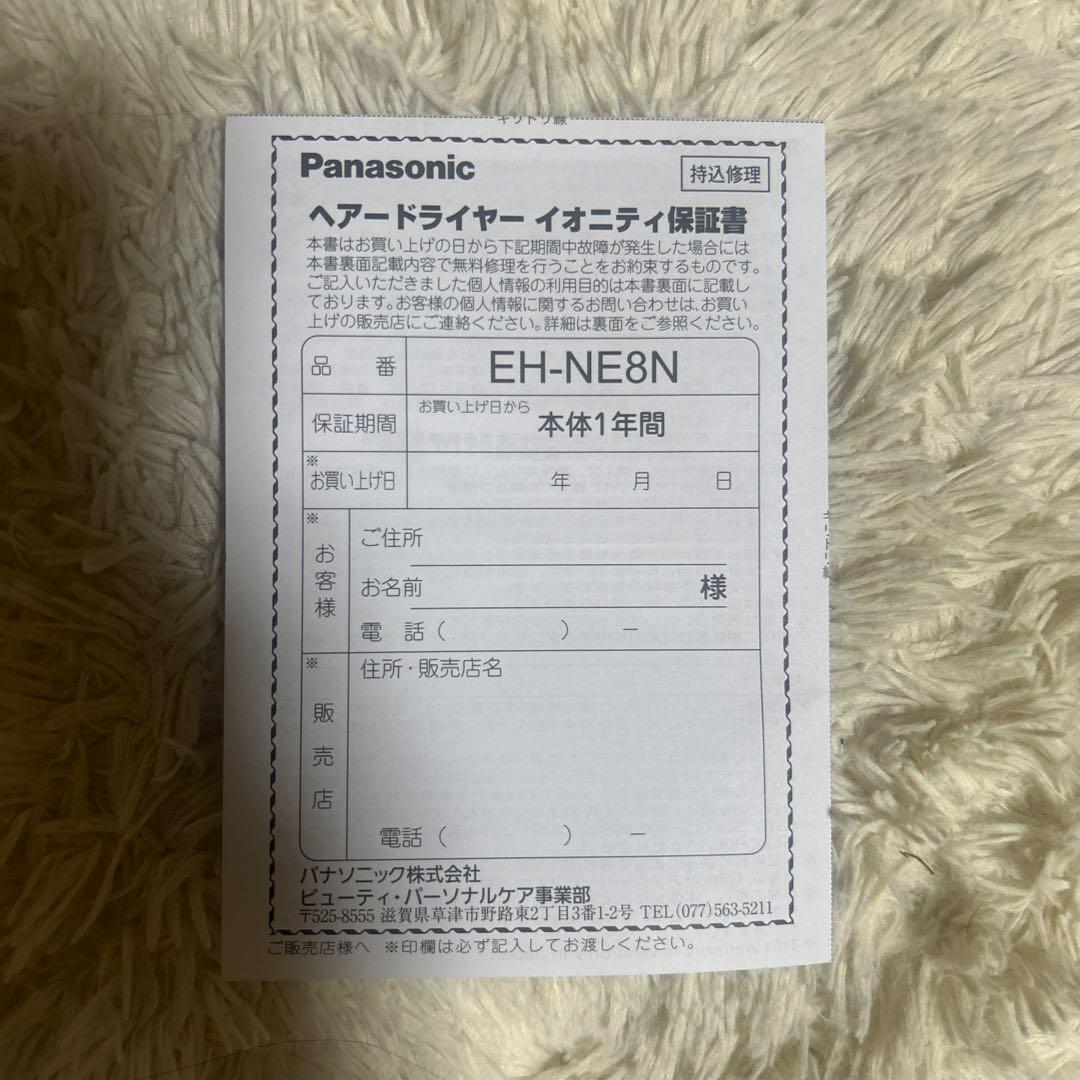 キリトリ線
Panasonic
持込修理
ヘアードライヤー イオニティ保証書
本書はお買い上げの日から下記期間中故障が発生した場合には
本書裏面記載内容で無料修理を行うことをお約束するものです。
ご記入いただきました個人情報の利用目的は本書裏面に記載し
ております。お客様の個人情報に関するお問い合わせは、お買い
上げの販売店にご連絡ください。詳細は裏面をご参照ください。
品 番 EH-NE8N
保証期間 お買い上げ日から 本体1年間
※
お買い上げ日 年 月 日
※
お客様
ご住所
お名前 様
電 話 ( ) −
※
販売店
住所・販売店名
電話 ( ) −
パナソニック株式会社
ビューティ・パーソナルケア事業部
〒525-8555 滋賀県草津市野路東2丁目3番1-2号 TEL(077)563-5211
ご販売店様へ ※印欄は必ず記入してお渡しください。